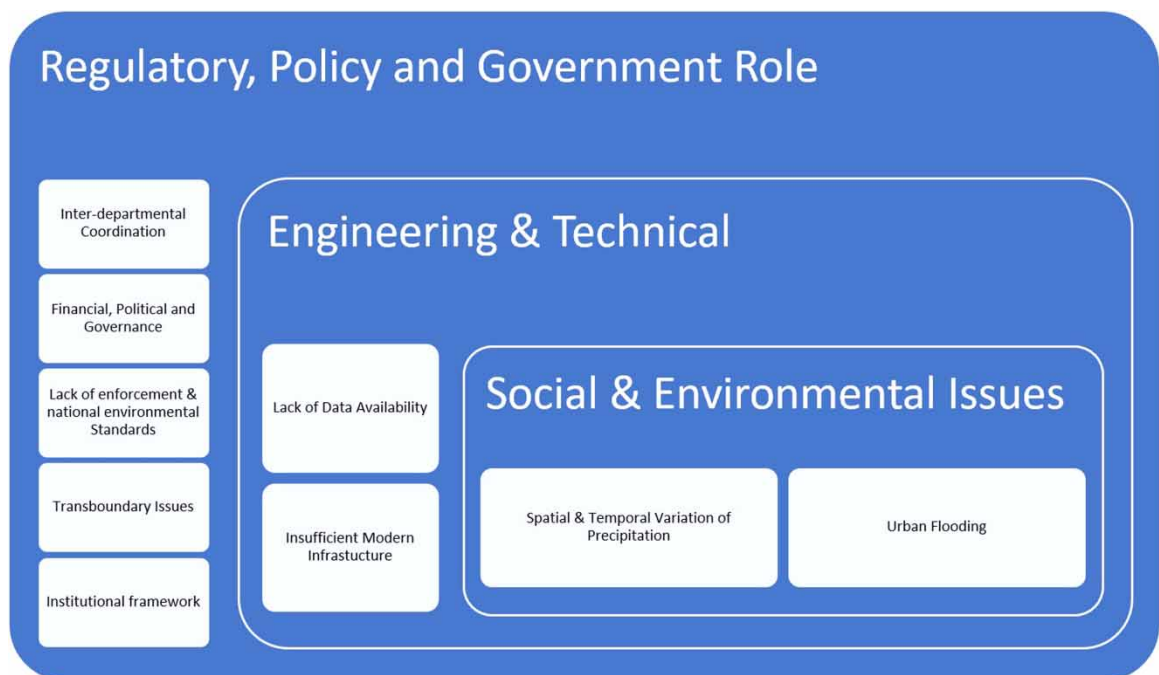 Regulatory, Policy and Government Role
Inter-departmental
Coordination
Financial, Political and
Governance
Lack of enforcement &
national environmental
Standards
Transboundary Issues
Institutional framework
Engineering & Technical
Lack of Data Availability
Insufficient Modern
Infrastucture
Social & Environmental Issues
Spatial & Temporal Variation of
Precipitation
Urban Flooding